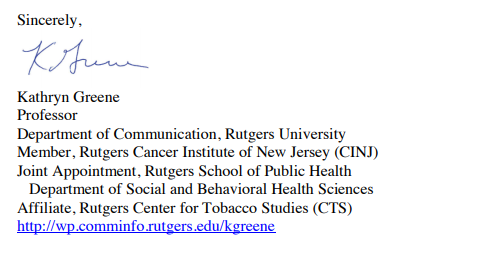 Sincerely,
K Greene
Kathryn Greene
Professor
Department of Communication, Rutgers University
Member, Rutgers Cancer Institute of New Jersey (CINJ)
Joint Appointment, Rutgers School of Public Health
Department of Social and Behavioral Health Sciences
Affiliate, Rutgers Center for Tobacco Studies (CTS)
http://wp.comminfo.rutgers.edu/kgreene